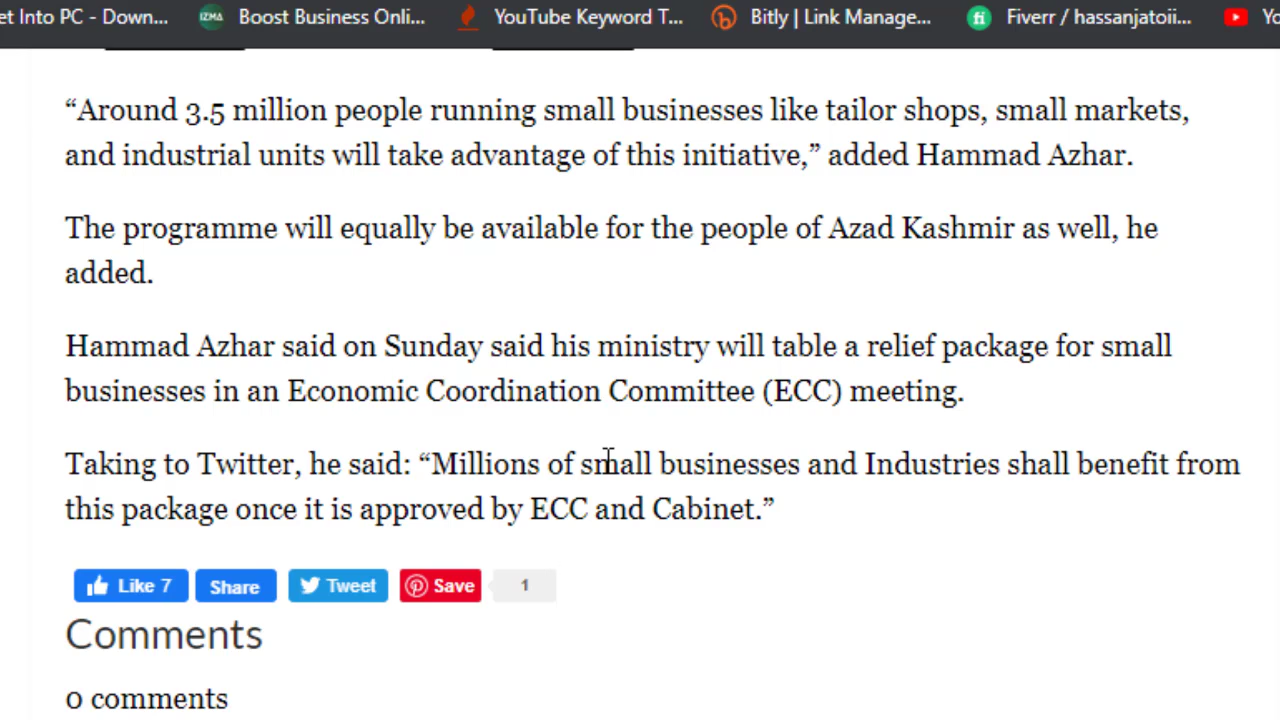 et Into PC - Down... Boost Business Onli... YouTube Keyword T... Bitly | Link Manage... Fiverr / hassanjatoii... Yo
IZMA
fi
“Around 3.5 million people running small businesses like tailor shops, small markets,
and industrial units will take advantage of this initiative,” added Hammad Azhar.
The programme will equally be available for the people of Azad Kashmir as well, he
added.
Hammad Azhar said on Sunday said his ministry will table a relief package for small
businesses in an Economic Coordination Committee (ECC) meeting.
Taking to Twitter, he said: “Millions of small businesses and Industries shall benefit from
this package once it is approved by ECC and Cabinet.”
Like 7 Share Tweet Save 1
Comments
0 comments